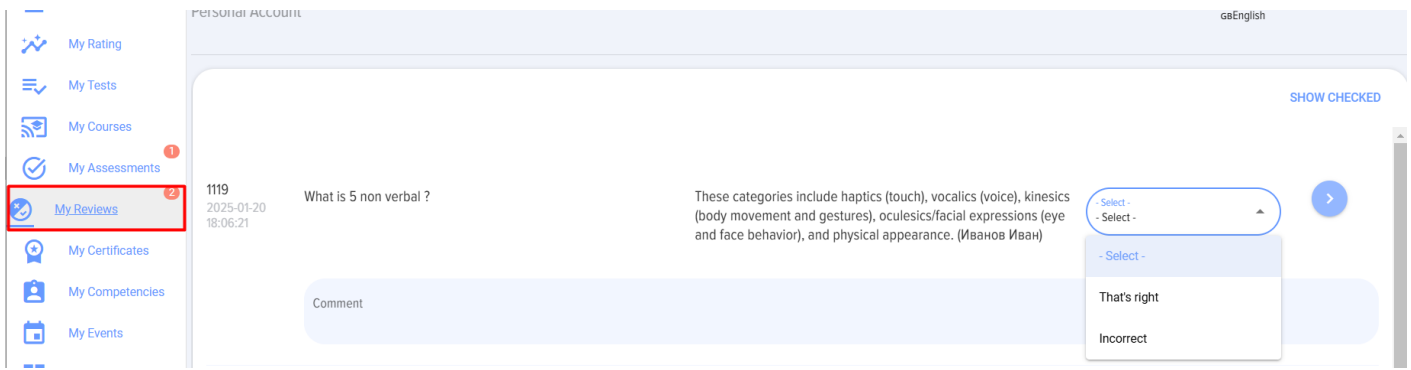 Personal Account
GBEnglish
My Rating
My Tests
My Courses
1
My Assessments
2
My Reviews
My Certificates
My Competencies
My Events
SHOW CHECKED
1119
2025-01-20
18:06:21
What is 5 non verbal ?
These categories include haptics (touch), vocalics (voice), kinesics
(body movement and gestures), oculesics/facial expressions (eye
and face behavior), and physical appearance. (Иванов Иван)
- Select -
- Select -
- Select -
That's right
Incorrect
Comment